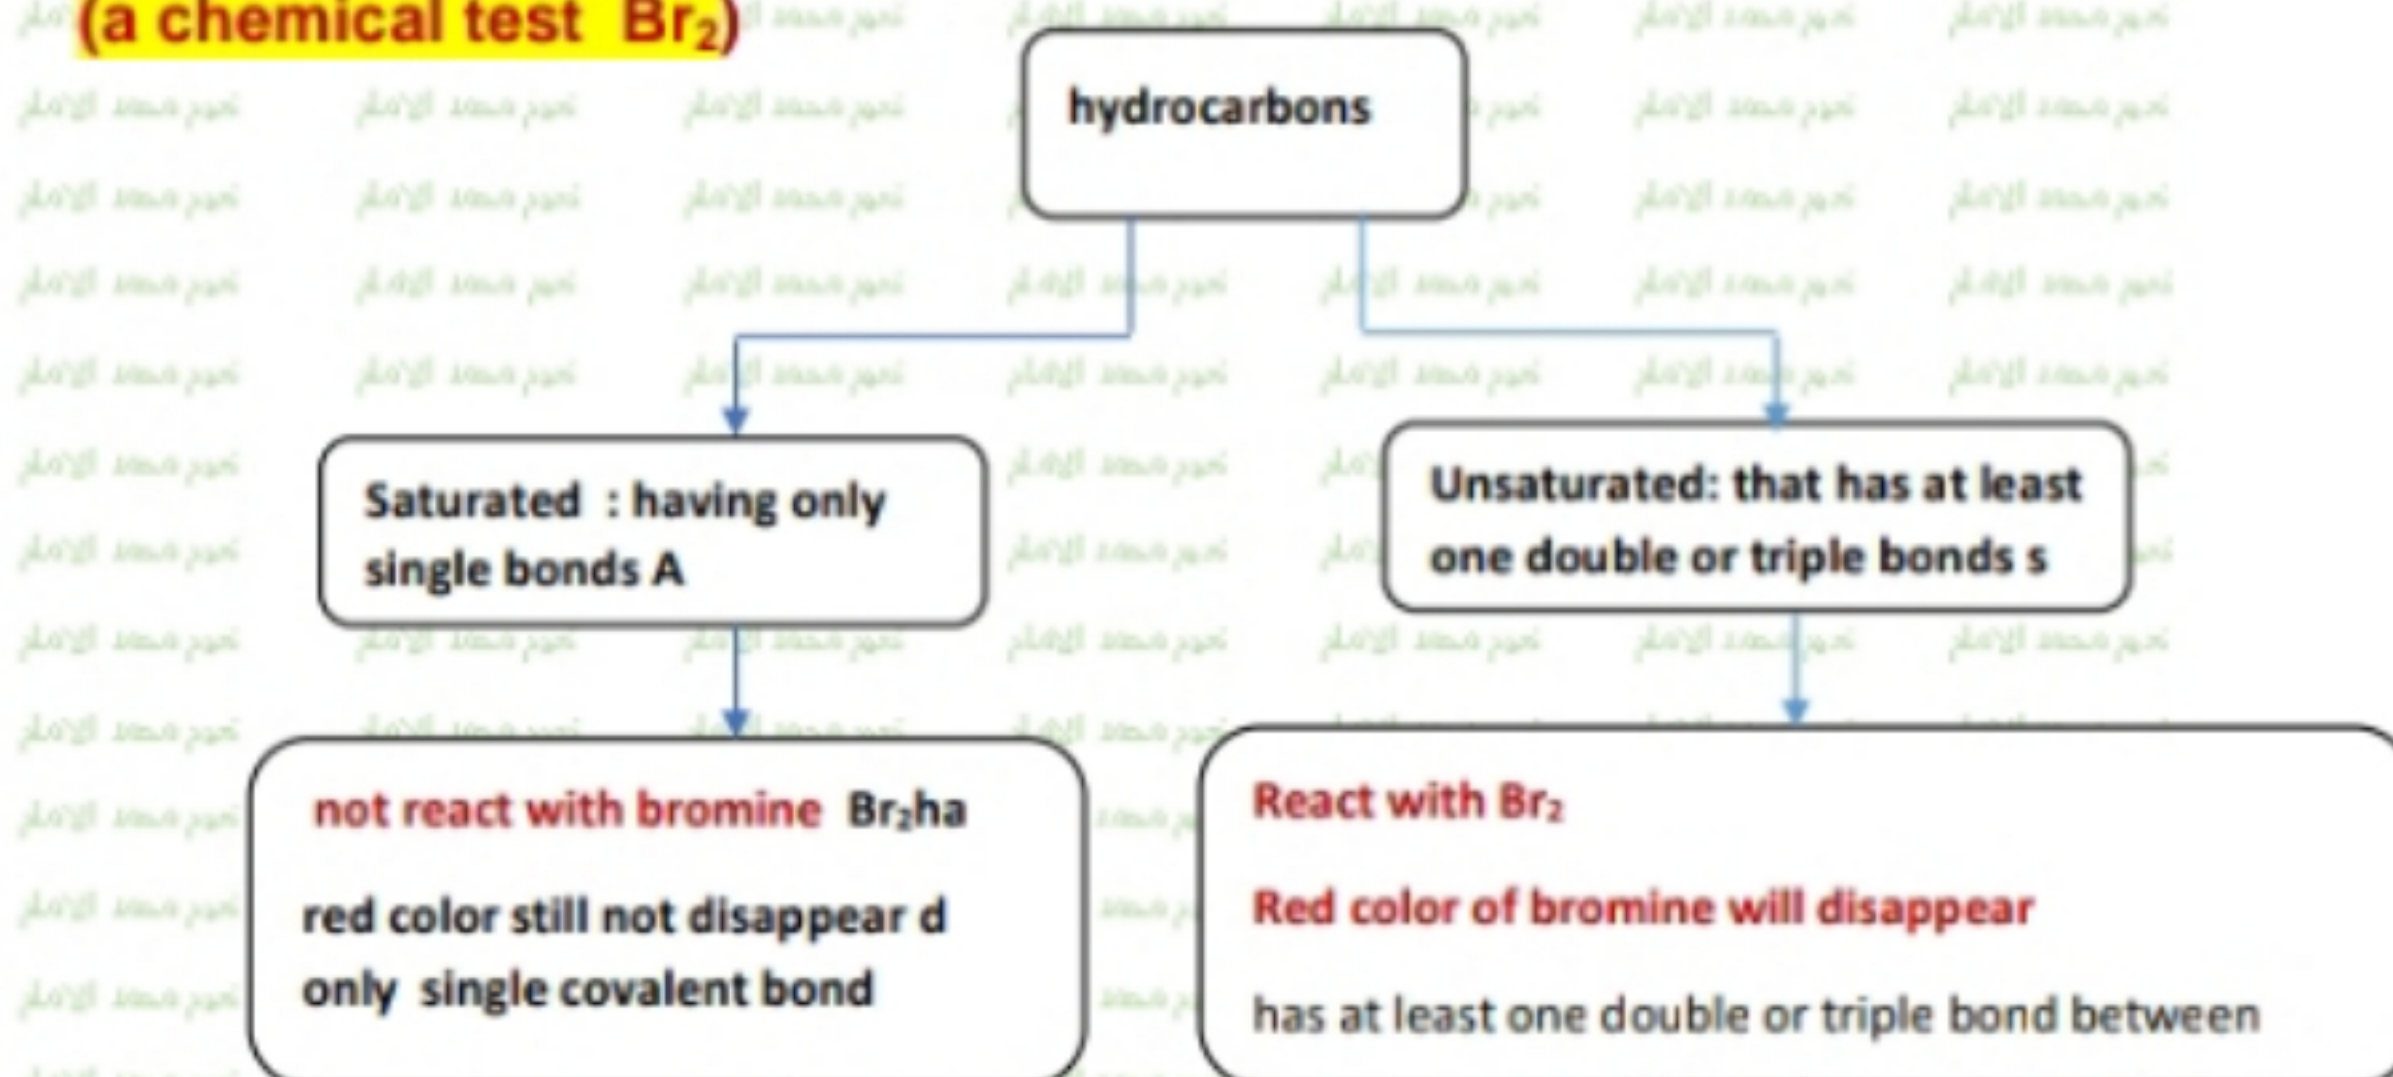 (a chemical test Br₂)
hydrocarbons
Saturated : having only
single bonds A
Unsaturated: that has at least
one double or triple bonds s
not react with bromine Br₂ha
red color still not disappear d
only single covalent bond
React with Br₂
Red color of bromine will disappear
has at least one double or triple bond between